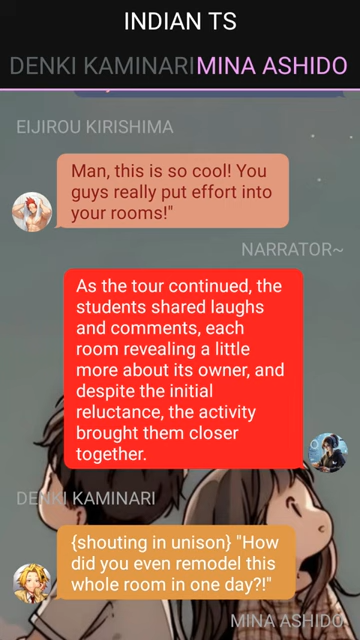 INDIAN TS
DENKI KAMINARI MINA ASHIDO
EIJIROU KIRISHIMA
Man, this is so cool! You
guys really put effort into
your rooms!"
NARRATOR~
As the tour continued, the
students shared laughs
and comments, each
room revealing a little
more about its owner, and
despite the initial
reluctance, the activity
brought them closer
together.
DENKI KAMINARI
{shouting in unison} "How
did you even remodel this
whole room in one day?!"
MINA ASHIDO